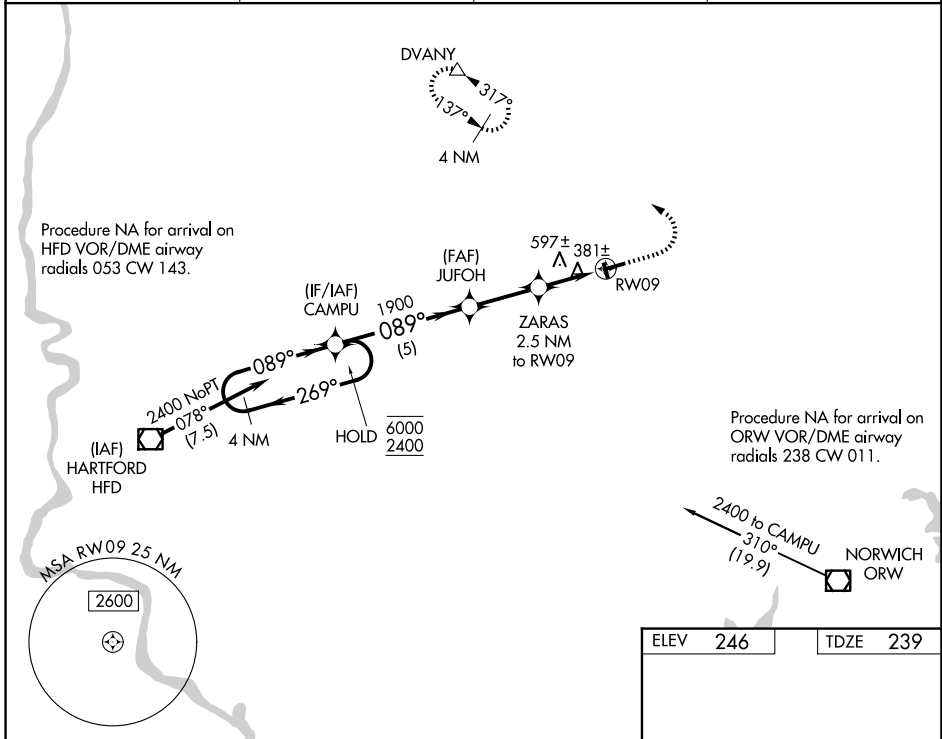 DVANY
317°
137°
4 NM
Procedure NA for arrival on
HFD VOR/DME airway
radials 053 CW 143.
(IF/IAF)
CAMPU
1900
089°
(5)
(FAF)
JUFOH
597±
381±
RW09
ZARAS
2.5 NM
to RW09
089°
269°
2400 NoPT
078°
(7.5)
4 NM
HOLD
6000
2400
(IAF)
HARTFORD
HFD
Procedure NA for arrival on
ORW VOR/DME airway
radials 238 CW 011.
2400 to CAMPU
310°
(19.9)
NORWICH
ORW
MSA RW09 25 NM
2600
ELEV 246
TDZE 239